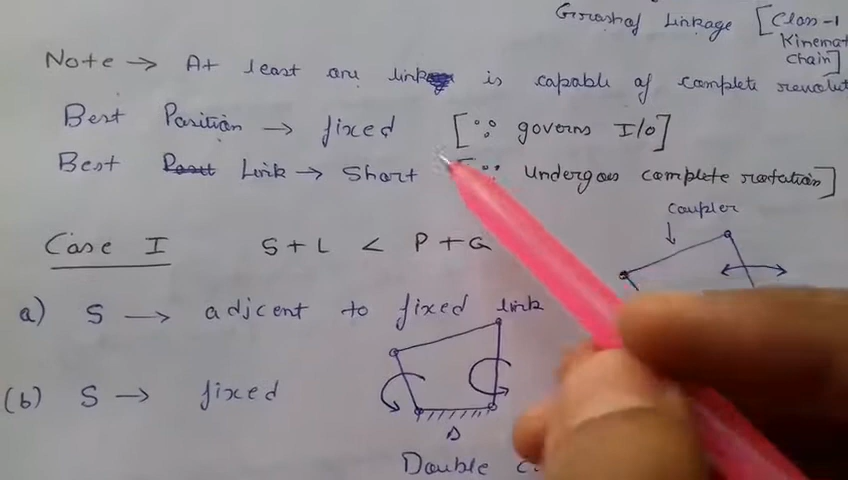 Grrashof Linkage [Class-1
Kinemat
chain]
Note → At least one link is capable of complete revolut
Best Position → fixed [∵ governs I/O]
Best Link → Short [∵ Undergoes complete rotation]
coupler
Case I S + L < P + Q
a) S → adjcent to fixed link
(b) S → fixed
S
Double C